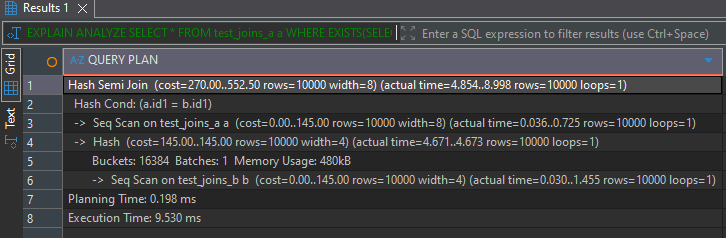 Results 1
EXPLAIN ANALYZE SELECT * FROM test_joins_a a WHERE EXISTS(SELE
Enter a SQL expression to filter results (use Ctrl+Space)
Grid
Text
A-Z QUERY PLAN
1 Hash Semi Join (cost=270.00..552.50 rows=10000 width=8) (actual time=4.854..8.998 rows=10000 loops=1)
2 Hash Cond: (a.id1 = b.id1)
3 -> Seq Scan on test_joins_a a (cost=0.00..145.00 rows=10000 width=8) (actual time=0.036..0.725 rows=10000 loops=1)
4 -> Hash (cost=145.00..145.00 rows=10000 width=4) (actual time=4.671..4.673 rows=10000 loops=1)
5 Buckets: 16384 Batches: 1 Memory Usage: 480kB
6 -> Seq Scan on test_joins_b b (cost=0.00..145.00 rows=10000 width=4) (actual time=0.030..1.455 rows=10000 loops=1)
7 Planning Time: 0.198 ms
8 Execution Time: 9.530 ms